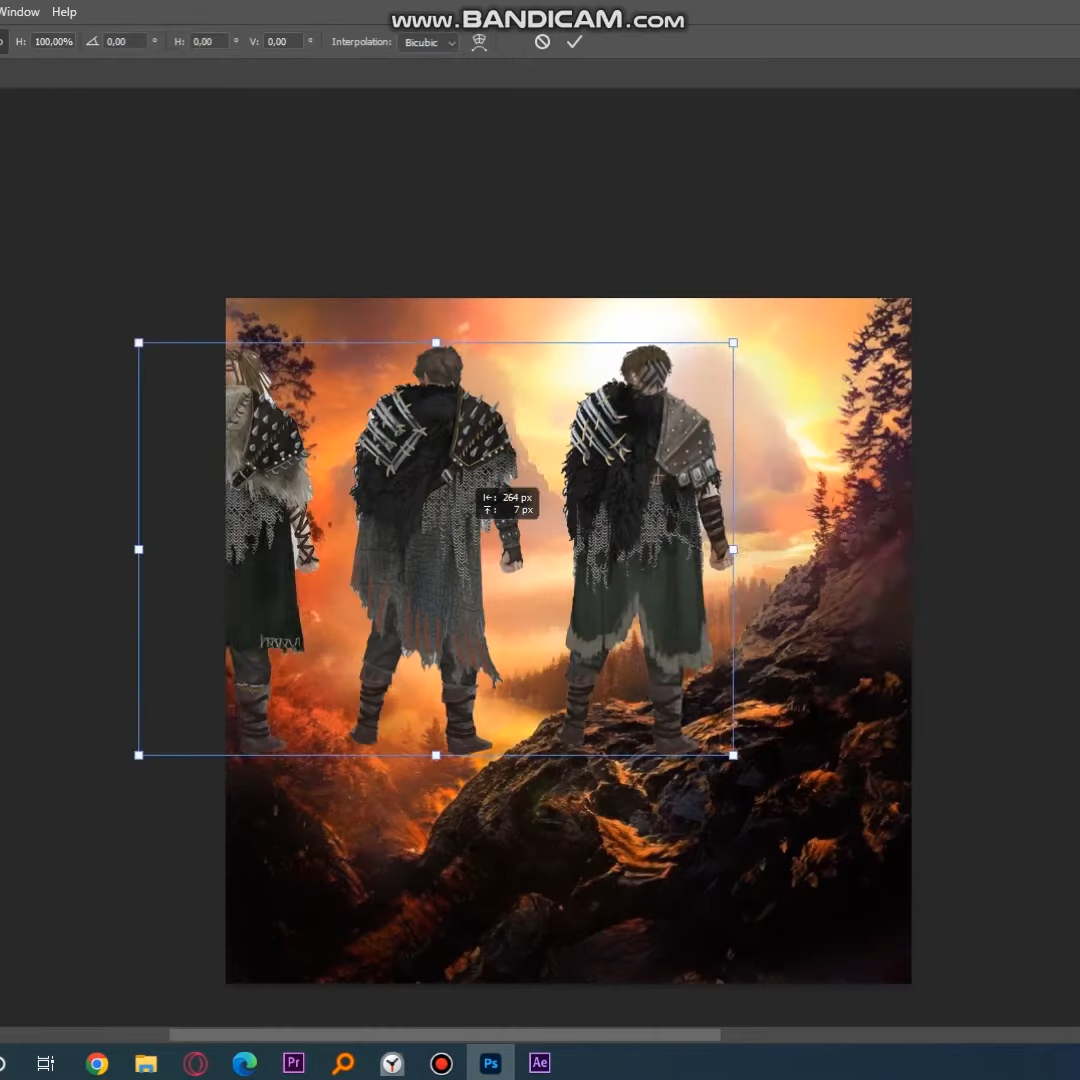 www.BANDICAM.com
Window Help
H: 100,00% 0,00 ° H: 0,00 ° V: 0,00 ° Interpolation: Bicubic
264 px
7 px
Pr Ps Ae